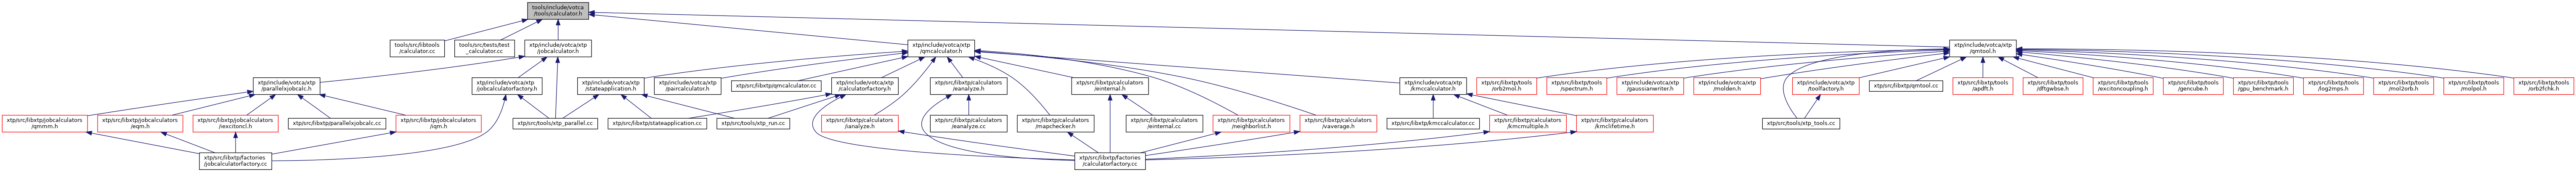 tools/include/votca
/tools/calculator.h
tools/src/libtools
/calculator.cc
tools/src/tests/test
_calculator.cc
xtp/include/votca/xtp
/jobcalculator.h
xtp/include/votca/xtp
/qmcalculator.h
xtp/include/votca/xtp
/qmtool.h
xtp/include/votca/xtp
/parallelxjobcalc.h
xtp/include/votca/xtp
/jobcalculatorfactory.h
xtp/include/votca/xtp
/stateapplication.h
xtp/include/votca/xtp
/paircalculator.h
xtp/src/libxtp/qmcalculator.cc
xtp/include/votca/xtp
/calculatorfactory.h
xtp/src/libxtp/calculators
/eanalyze.h
xtp/src/libxtp/calculators
/einternal.h
xtp/include/votca/xtp
/kmccalculator.h
xtp/src/libxtp/tools
/orb2mol.h
xtp/src/libxtp/tools
/spectrum.h
xtp/include/votca/xtp
/gaussianwriter.h
xtp/include/votca/xtp
/molden.h
xtp/include/votca/xtp
/toolfactory.h
xtp/src/libxtp/qmtool.cc
xtp/src/libxtp/tools
/apdft.h
xtp/src/libxtp/tools
/dftgwbse.h
xtp/src/libxtp/tools
/excitoncoupling.h
xtp/src/libxtp/tools
/gencube.h
xtp/src/libxtp/tools
/gpu_benchmark.h
xtp/src/libxtp/tools
/log2mps.h
xtp/src/libxtp/tools
/mol2orb.h
xtp/src/libxtp/tools
/molpol.h
xtp/src/libxtp/tools
/orb2fchk.h
xtp/src/libxtp/jobcalculators
/qmmm.h
xtp/src/libxtp/jobcalculators
/eqm.h
xtp/src/libxtp/jobcalculators
/iexcitoncl.h
xtp/src/libxtp/parallelxjobcalc.cc
xtp/src/libxtp/jobcalculators
/iqm.h
xtp/src/tools/xtp_parallel.cc
xtp/src/libxtp/stateapplication.cc
xtp/src/tools/xtp_run.cc
xtp/src/libxtp/calculators
/ianalyze.h
xtp/src/libxtp/calculators
/eanalyze.cc
xtp/src/libxtp/calculators
/mapchecker.h
xtp/src/libxtp/calculators
/einternal.cc
xtp/src/libxtp/calculators
/neighborlist.h
xtp/src/libxtp/calculators
/vaverage.h
xtp/src/libxtp/kmccalculator.cc
xtp/src/libxtp/calculators
/kmcmultiple.h
xtp/src/libxtp/calculators
/kmclifetime.h
xtp/src/tools/xtp_tools.cc
xtp/src/libxtp/factories
/jobcalculatorfactory.cc
xtp/src/libxtp/factories
/calculatorfactory.cc